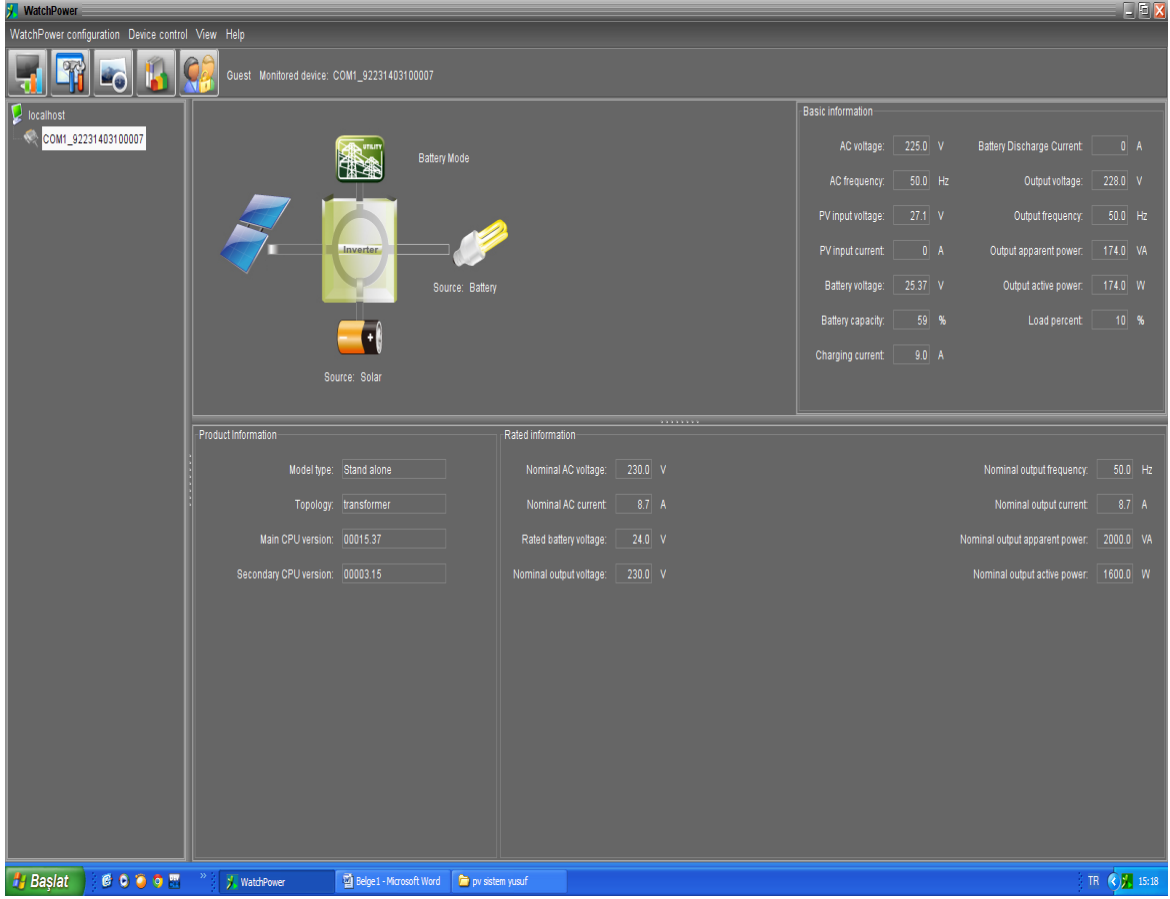 WatchPower
WatchPower configuration Device control View Help
Guest Monitored device: COM1_92231403100007
localhost
COM1_92231403100007
UTILITY
Battery Mode
Inverter
Source: Battery
Source: Solar
Basic information
AC voltage: 225.0 V Battery Discharge Current: 0 A
AC frequency: 50.0 Hz Output voltage: 228.0 V
PV input voltage: 27.1 V Output frequency: 50.0 Hz
PV input current: 0 A Output apparent power: 174.0 VA
Battery voltage: 25.37 V Output active power: 174.0 W
Battery capacity: 59 % Load percent: 10 %
Charging current: 9.0 A
Product Information
Model type: Stand alone
Topology: transformer
Main CPU version: 00015.37
Secondary CPU version: 00003.15
Rated information
Nominal AC voltage: 230.0 V Nominal output frequency: 50.0 Hz
Nominal AC current: 8.7 A Nominal output current: 8.7 A
Rated battery voltage: 24.0 V Nominal output apparent power: 2000.0 VA
Nominal output voltage: 230.0 V Nominal output active power: 1600.0 W
Başlat WatchPower Belge1 - Microsoft Word pv sistem yusuf TR 15:18